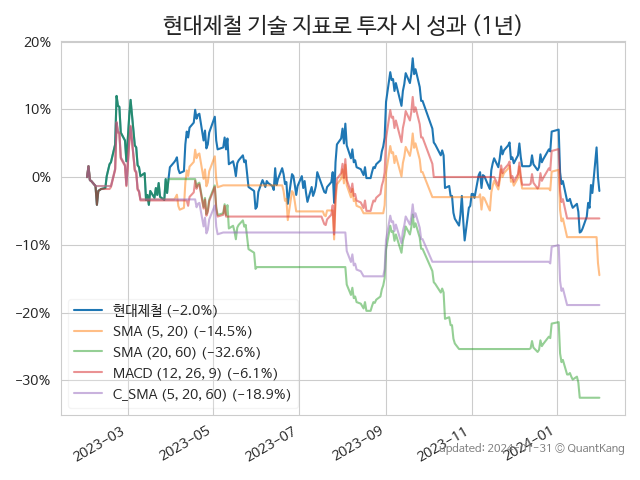 현대제철 기술 지표로 투자 시 성과 (1년)
20%
10%
0%
−10%
−20%
−30%
현대제철 (−2.0%)
SMA (5, 20) (−14.5%)
SMA (20, 60) (−32.6%)
MACD (12, 26, 9) (−6.1%)
C_SMA (5, 20, 60) (−18.9%)
2023-03
2023-05
2023-07
2023-09
2023-11
2024-01
updated: 2024-01-31 © QuantKang